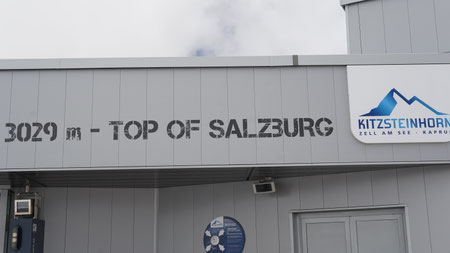 3029 m - TOP OF SALZBURG
KITZSTEINHORN
ZELL AM SEE - KAPRUN